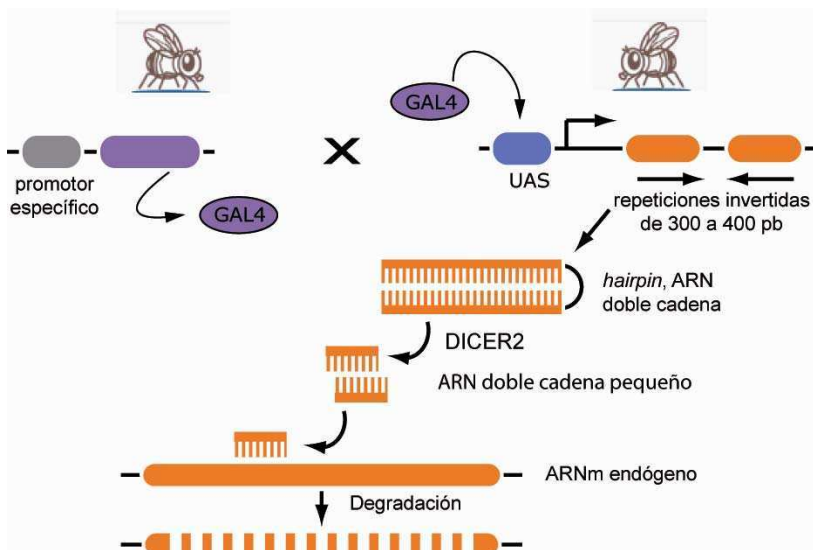 GAL4
promotor
específico
GAL4
UAS
repeticiones invertidas
de 300 a 400 pb
hairpin, ARN
doble cadena
DICER2
ARN doble cadena pequeño
ARNm endógeno
Degradación